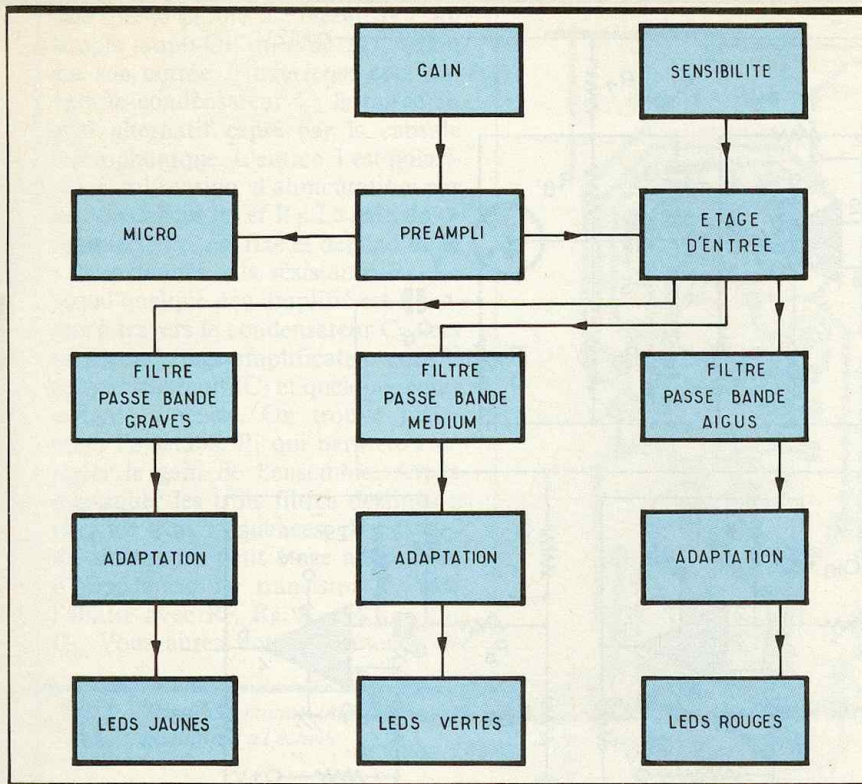 GAIN
SENSIBILITE
MICRO
PREAMPLI
ETAGE
D'ENTREE
FILTRE
PASSE BANDE
GRAVES
FILTRE
PASSE BANDE
MEDIUM
FILTRE
PASSE BANDE
AIGUS
ADAPTATION
ADAPTATION
ADAPTATION
LEDS JAUNES
LEDS VERTES
LEDS ROUGES